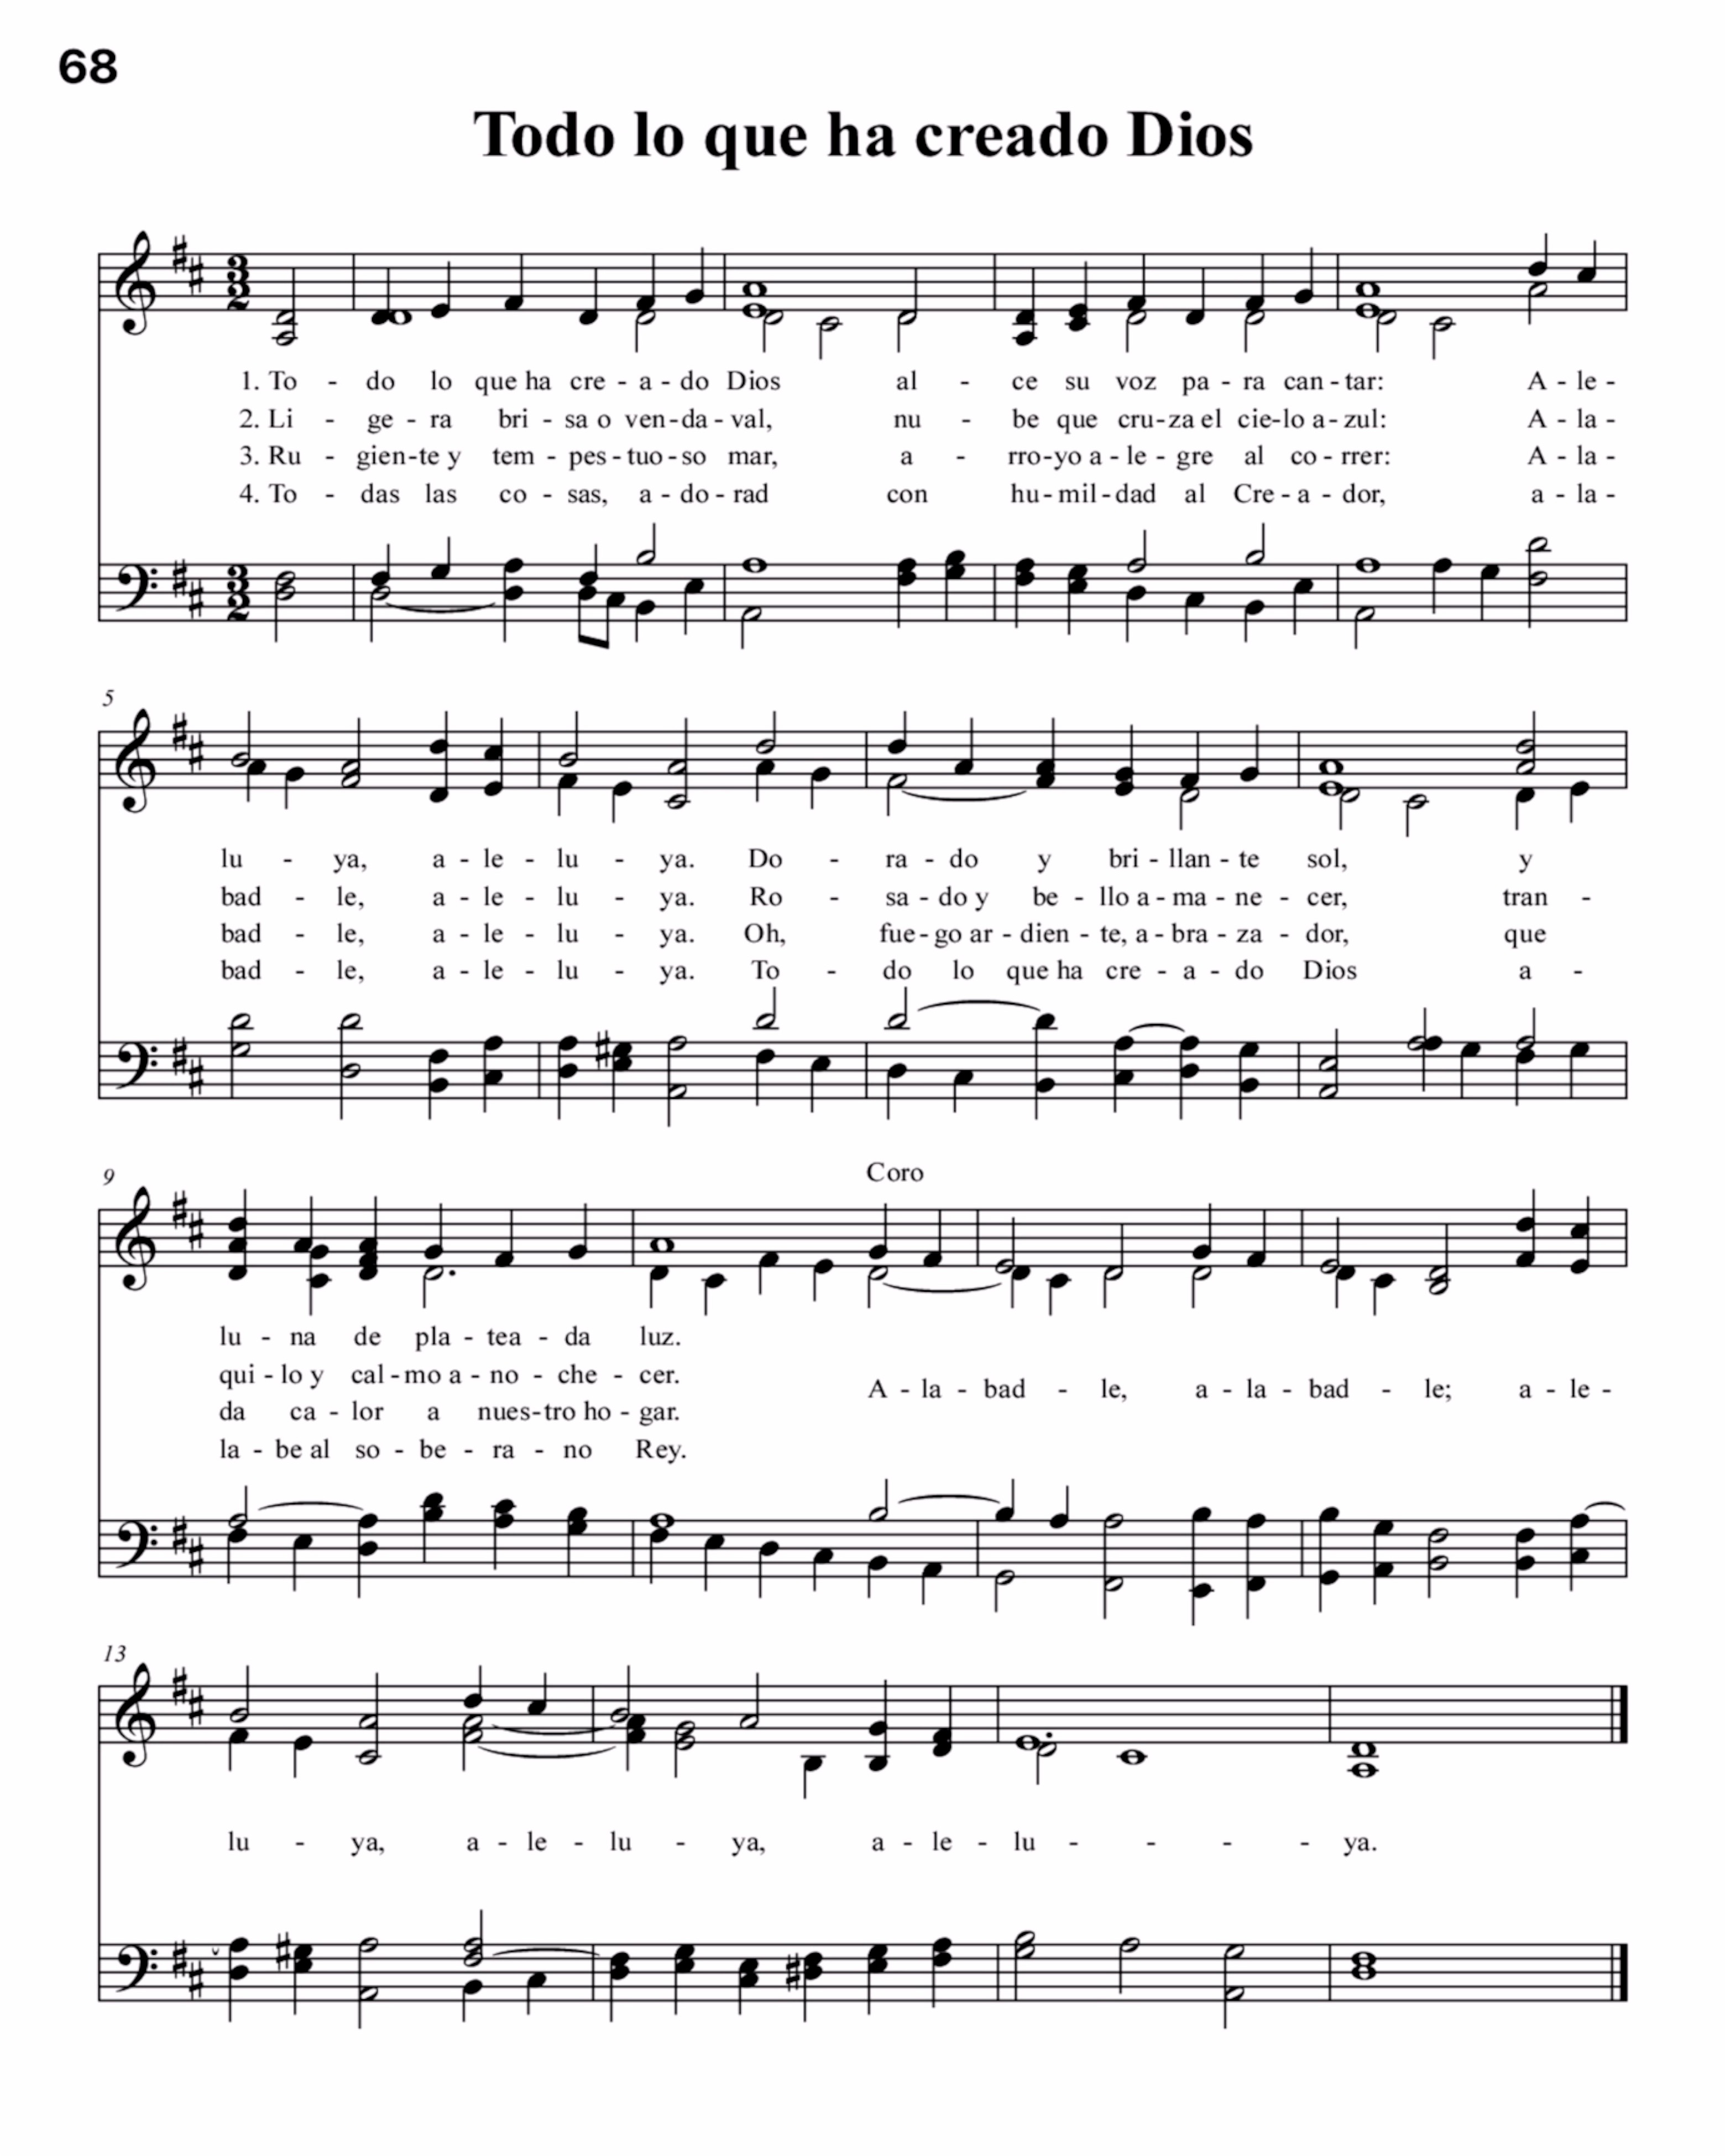 68
Todo lo que ha creado Dios
1. To - do lo que ha cre - a - do Dios al - ce su voz pa - ra can - tar: A - le -
2. Li - ge - ra bri - sa o ven - da - val, nu - be que cru - za el cie - lo a - zul: A - la -
3. Ru - gien - te y tem - pes - tuo - so mar, a - rro - yo a - le - gre al co - rrer: A - la -
4. To - das las co - sas, a - do - rad con hu - mil - dad al Cre - a - dor, a - la -
5
lu - ya, a - le - lu - ya. Do - ra - do y bri - llan - te sol, y
bad - le, a - le - lu - ya. Ro - sa - do y be - llo a - ma - ne - cer, tran -
bad - le, a - le - lu - ya. Oh, fue - go ar - dien - te, a - bra - za - dor, que
bad - le, a - le - lu - ya. To - do lo que ha cre - a - do Dios a -
9
Coro
lu - na de pla - tea - da luz.
qui - lo y cal - mo a - no - che - cer.
A - la - bad - le, a - la - bad - le; a - le -
da ca - lor a nues - tro ho - gar.
la - be al so - be - ra - no Rey.
13
lu - ya, a - le - lu - ya, a - le - lu - - - - ya.